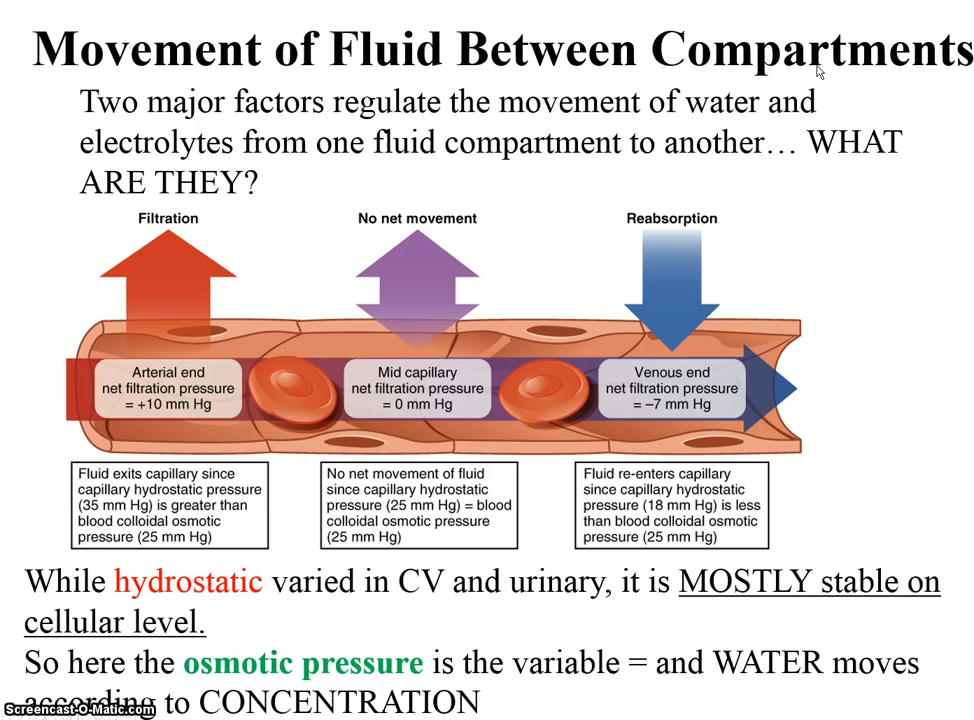 Movement of Fluid Between Compartments
Two major factors regulate the movement of water and
electrolytes from one fluid compartment to another… WHAT
ARE THEY?
Filtration
No net movement
Reabsorption
Arterial end
net filtration pressure
= +10 mm Hg
Mid capillary
net filtration pressure
= 0 mm Hg
Venous end
net filtration pressure
= –7 mm Hg
Fluid exits capillary since
capillary hydrostatic pressure
(35 mm Hg) is greater than
blood colloidal osmotic
pressure (25 mm Hg)
No net movement of fluid
since capillary hydrostatic
pressure (25 mm Hg) = blood
colloidal osmotic pressure
(25 mm Hg)
Fluid re-enters capillary
since capillary hydrostatic
pressure (18 mm Hg) is less
than blood colloidal osmotic
pressure (25 mm Hg)
While hydrostatic varied in CV and urinary, it is MOSTLY stable on
cellular level.
So here the osmotic pressure is the variable = and WATER moves
according to CONCENTRATION
Screencast-O-Matic.com